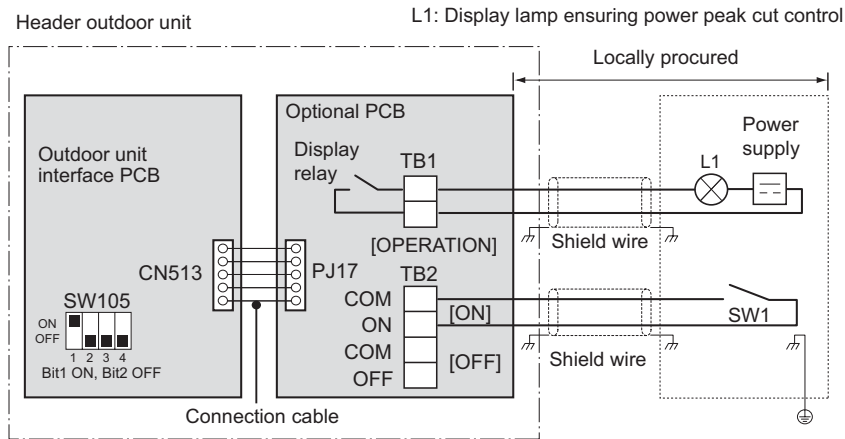 Header outdoor unit
L1: Display lamp ensuring power peak cut control
Locally procured
Optional PCB
Outdoor unit
interface PCB
Display
relay
TB1
L1
Power
supply
[OPERATION]
Shield wire
CN513
PJ17
TB2
SW105
ON
OFF
1 2 3 4
Bit1 ON, Bit2 OFF
COM
ON
[ON]
COM
OFF
[OFF]
SW1
Shield wire
Connection cable